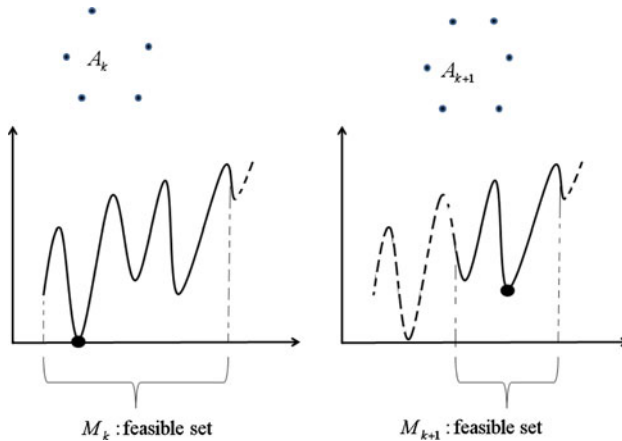 A_k
A_{k+1}
M_k : feasible set
M_{k+1} : feasible set